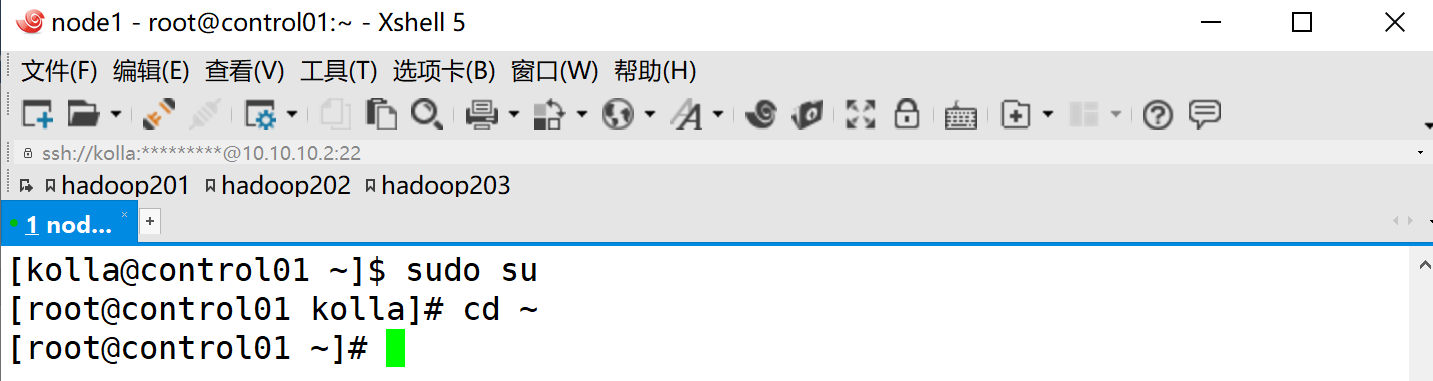 node1 - root@control01:~ - Xshell 5
文件(F) 编辑(E) 查看(V) 工具(T) 选项卡(B) 窗口(W) 帮助(H)
ssh://kolla:*********@10.10.10.2:22
hadoop201 hadoop202 hadoop203
1 nod... × +
[kolla@control01 ~]$ sudo su
[root@control01 kolla]# cd ~
[root@control01 ~]#